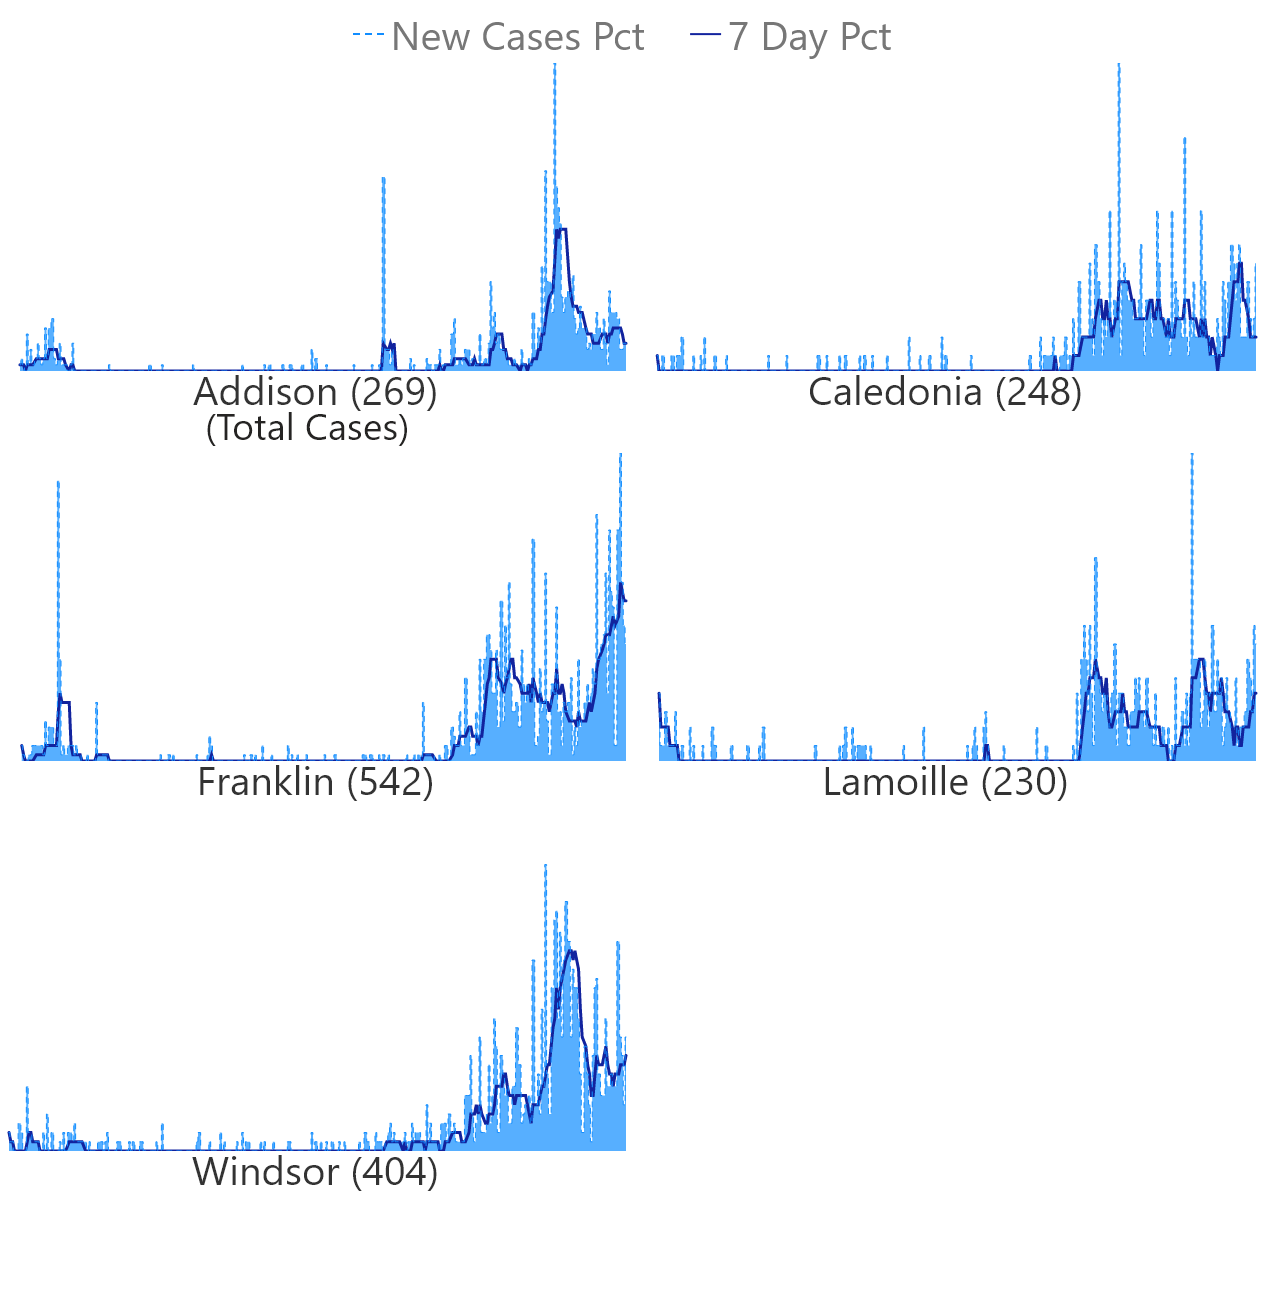 New Cases Pct 7 Day Pct
Addison (269)
(Total Cases)
Caledonia (248)
Franklin (542)
Lamoille (230)
Windsor (404)